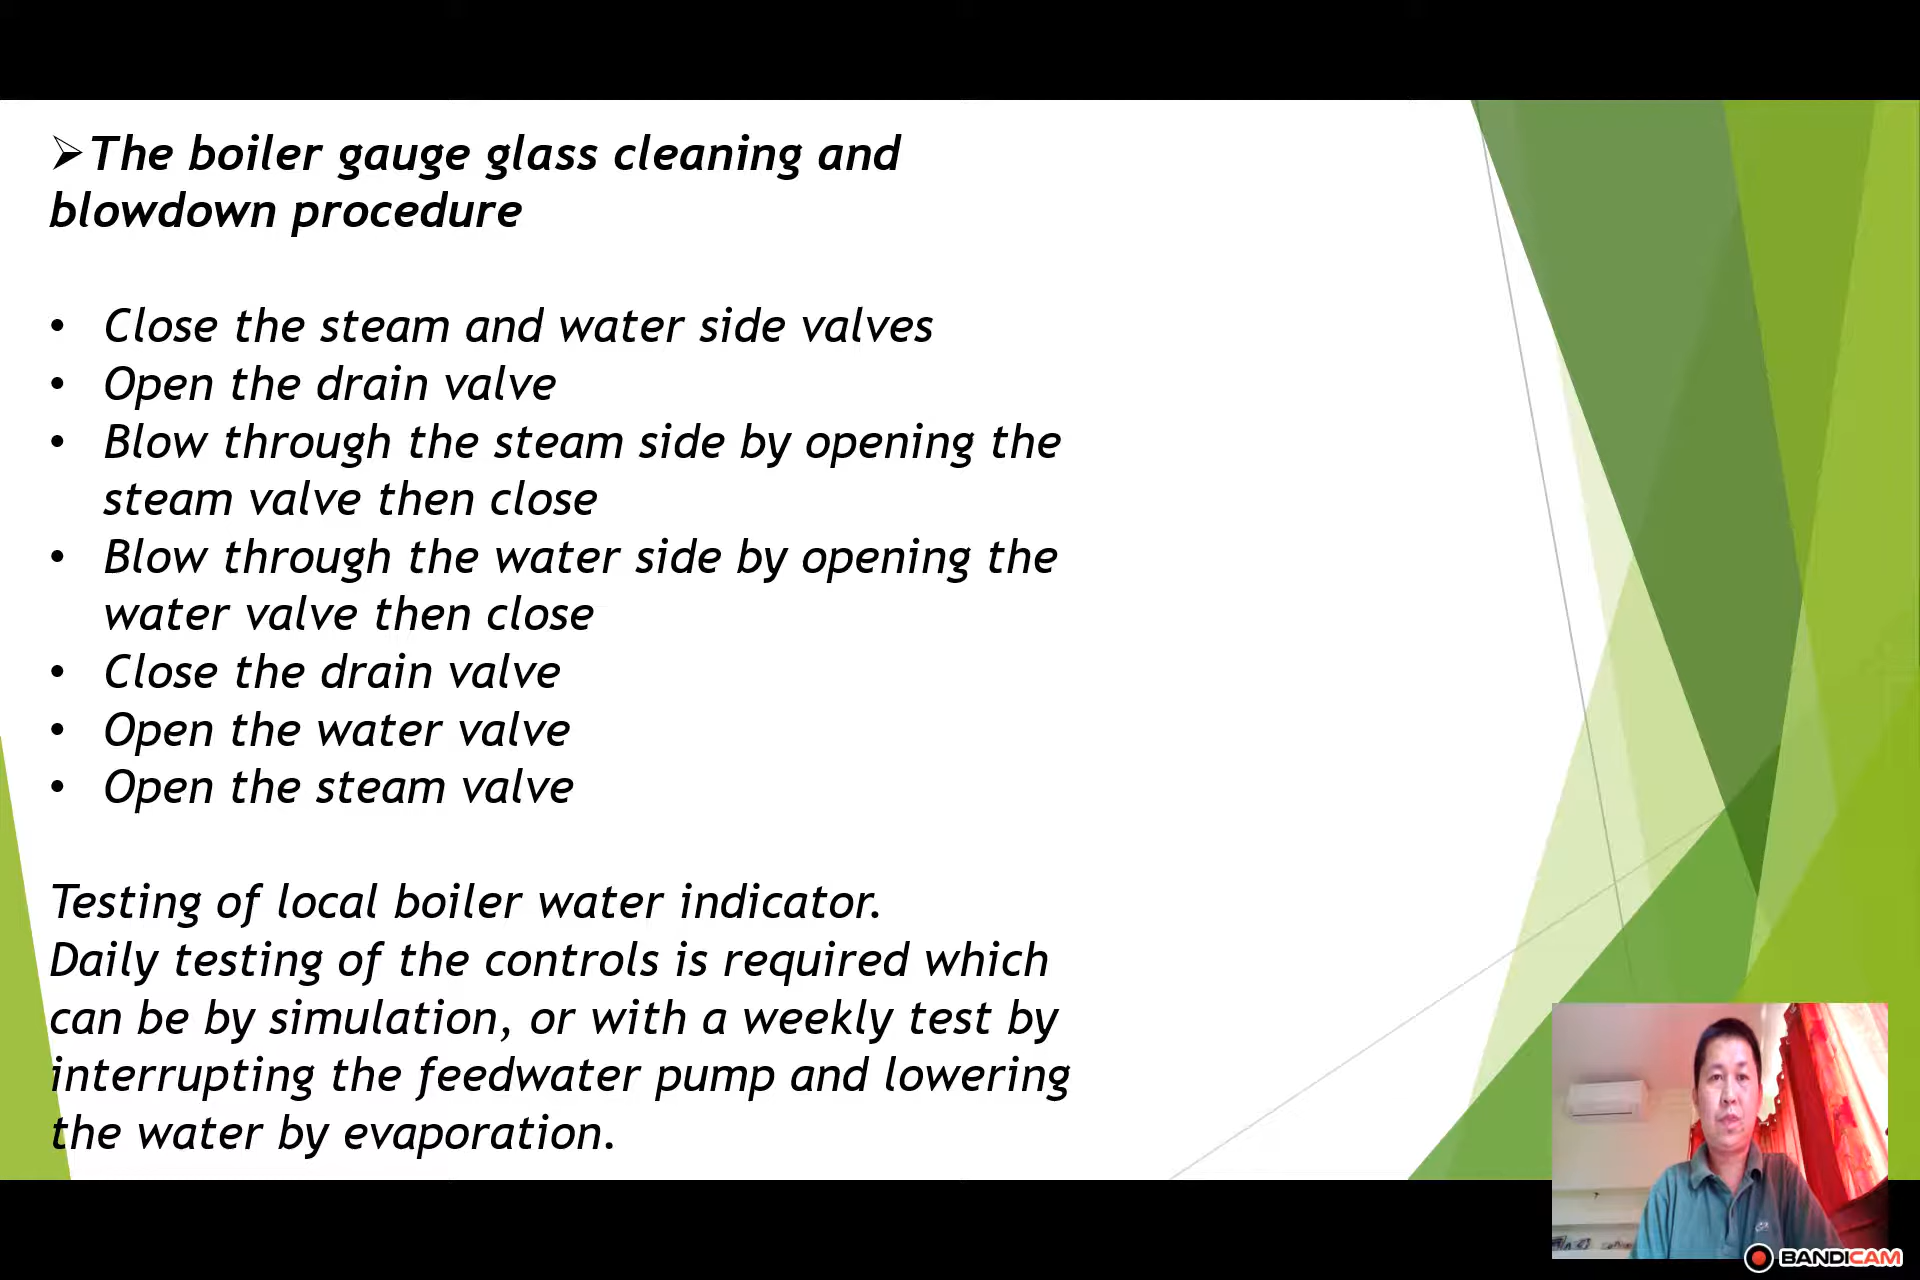 ➢The boiler gauge glass cleaning and
blowdown procedure
• Close the steam and water side valves
• Open the drain valve
• Blow through the steam side by opening the
steam valve then close
• Blow through the water side by opening the
water valve then close
• Close the drain valve
• Open the water valve
• Open the steam valve
Testing of local boiler water indicator.
Daily testing of the controls is required which
can be by simulation, or with a weekly test by
interrupting the feedwater pump and lowering
the water by evaporation.
BANDICAM